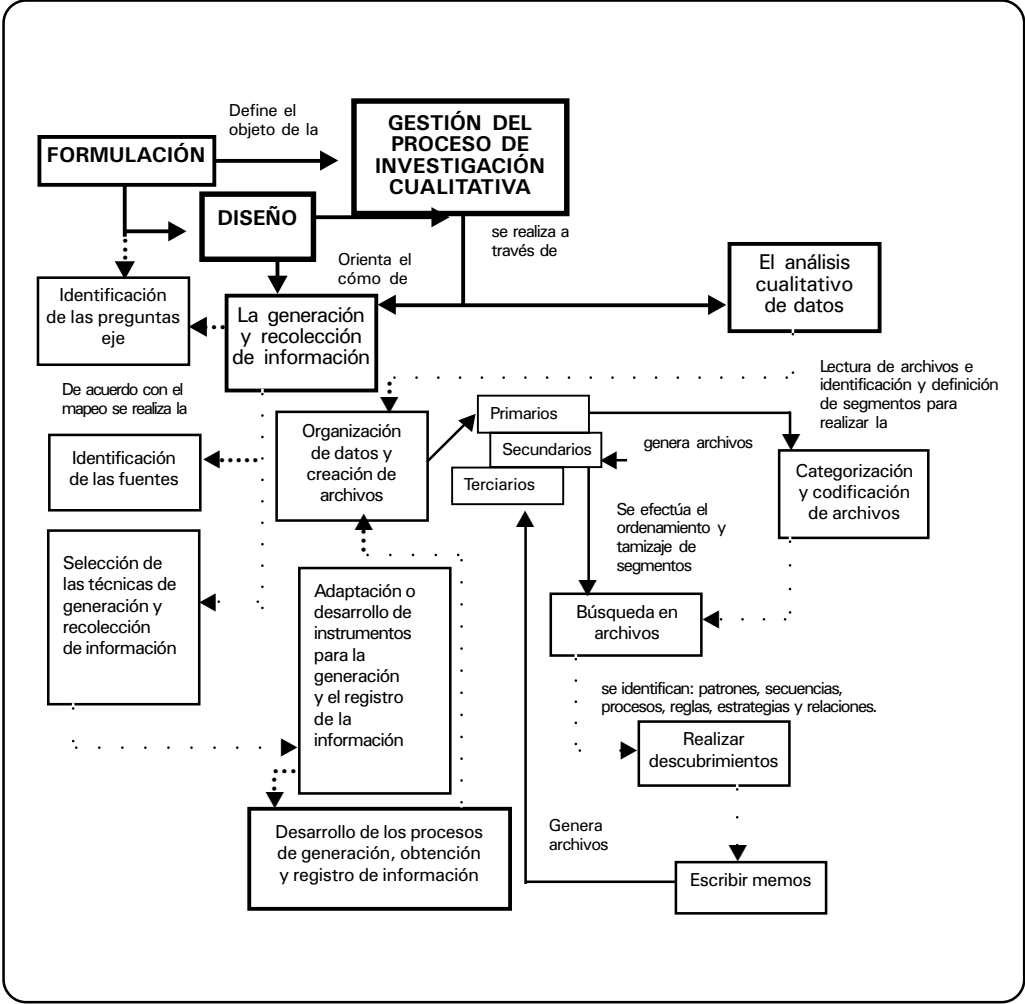 Define el
objeto de la
FORMULACIÓN
GESTIÓN DEL
PROCESO DE
INVESTIGACIÓN
CUALITATIVA
DISEÑO
se realiza a
través de
Orienta el
cómo de
El análisis
cualitativo
de datos
Identificación
de las preguntas
eje
La generación
y recolección
de información
De acuerdo con el
mapeo se realiza la
Lectura de archivos e
identificación y definición
de segmentos para
realizar la
Identificación
de las fuentes
Organización
de datos y
creación de
archivos
Primarios
Secundarios
Terciarios
genera archivos
Categorización
y codificación
de archivos
Se efectúa el
ordenamiento y
tamizaje de
segmentos
Selección de
las técnicas de
generación y
recolección
de información
Adaptación o
desarrollo de
instrumentos
para la
generación
y el registro
de la
información
Búsqueda en
archivos
se identifican: patrones, secuencias,
procesos, reglas, estrategias y relaciones.
Realizar
descubrimientos
Desarrollo de los procesos
de generación, obtención
y registro de información
Genera
archivos
Escribir memos